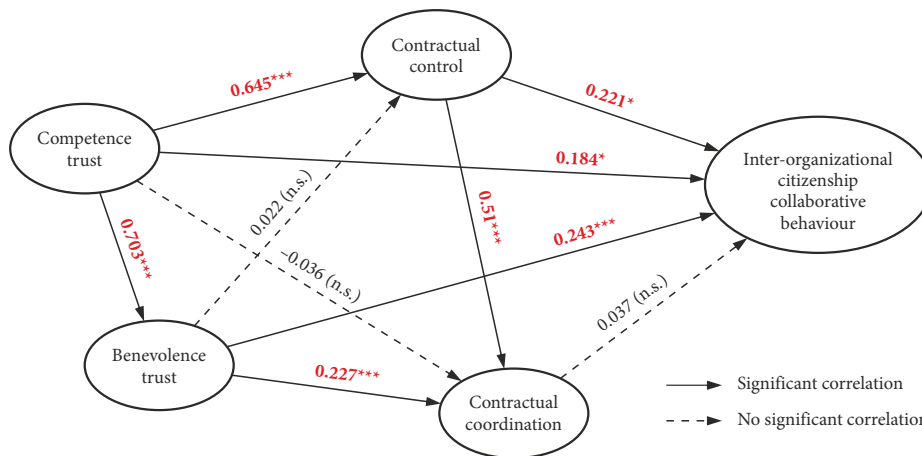 Contractual
control
0.645***
0.221*
Competence
trust
0.184*
Inter-organizational
citizenship
collaborative
behaviour
0.022 (n.s.)
0.51***
0.703***
0.243***
–0.036 (n.s.)
0.037 (n.s.)
Benevolence
trust
0.227***
Contractual
coordination
Significant correlation
No significant correlation